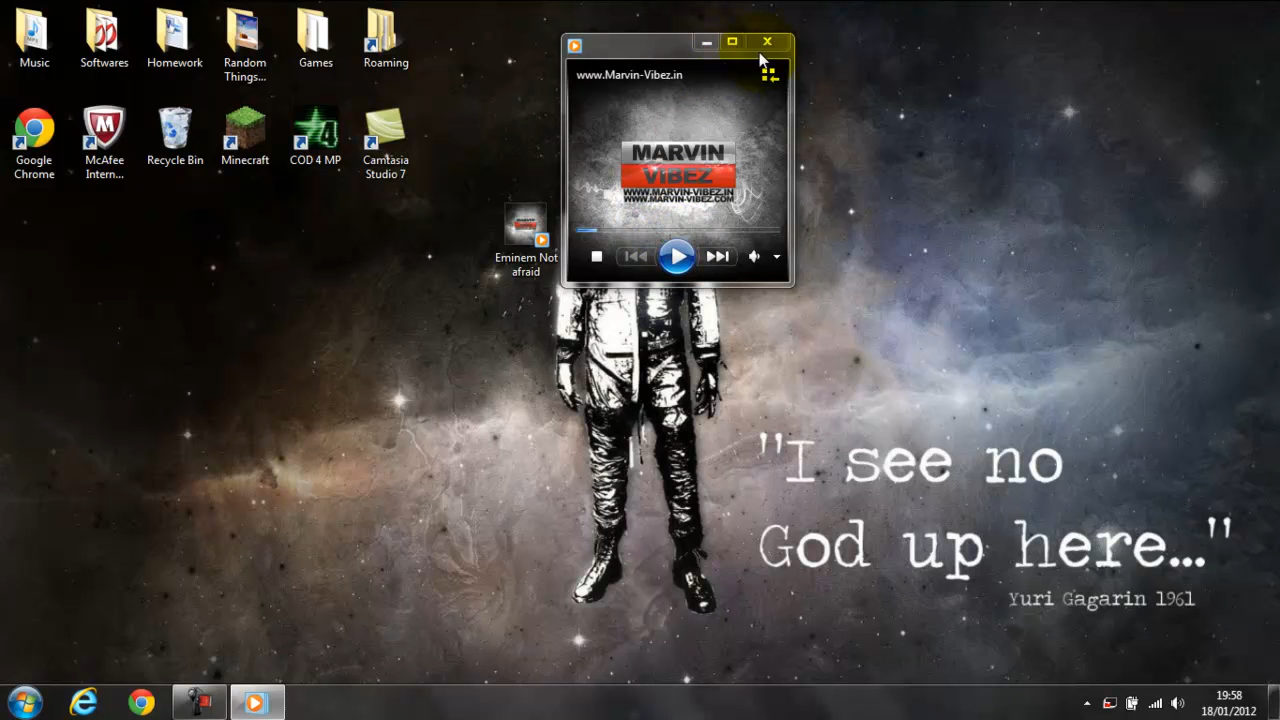 Music
Softwares
Homework
Random
Things...
Games
Roaming
Google
Chrome
McAfee
Intern...
Recycle Bin
Minecraft
4
COD 4 MP
Camtasia
Studio 7
Eminem Not
afraid
www.Marvin-Vibez.in
MARVIN
VIBEZ
WWW.MARVIN-VIBEZ.IN
WWW.MARVIN-VIBEZ.COM
"I see no
God up here..."
Yuri Gagarin 1961
19:58
18/01/2012